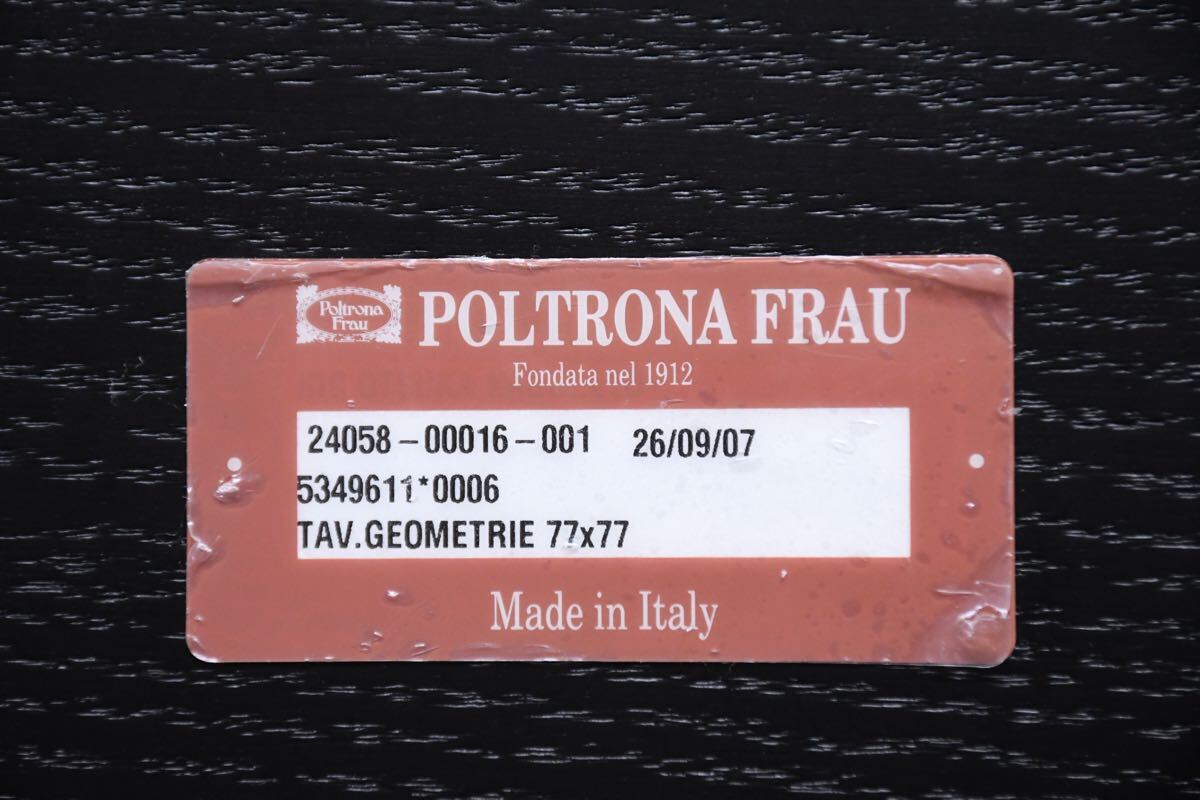 Poltrona
Frau
POLTRONA FRAU
Fondata nel 1912
24058-00016-001 26/09/07
5349611*0006
TAV.GEOMETRIE 77x77
Made in Italy